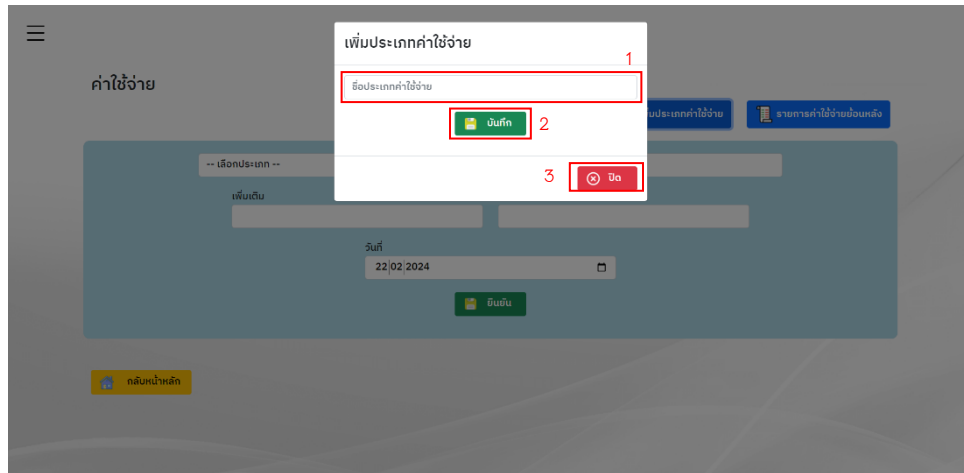 เพิ่มประเภทค่าใช้จ่าย
1
ชื่อประเภทค่าใช้จ่าย
บันทึก 2
3 ปิด
ค่าใช้จ่าย
ประเภทค่าใช้จ่าย รายการค่าใช้จ่ายย้อนหลัง
-- เลือกประเภท --
เพิ่มเติม
วันที่
22 02 2024
ยืนยัน
กลับหน้าหลัก